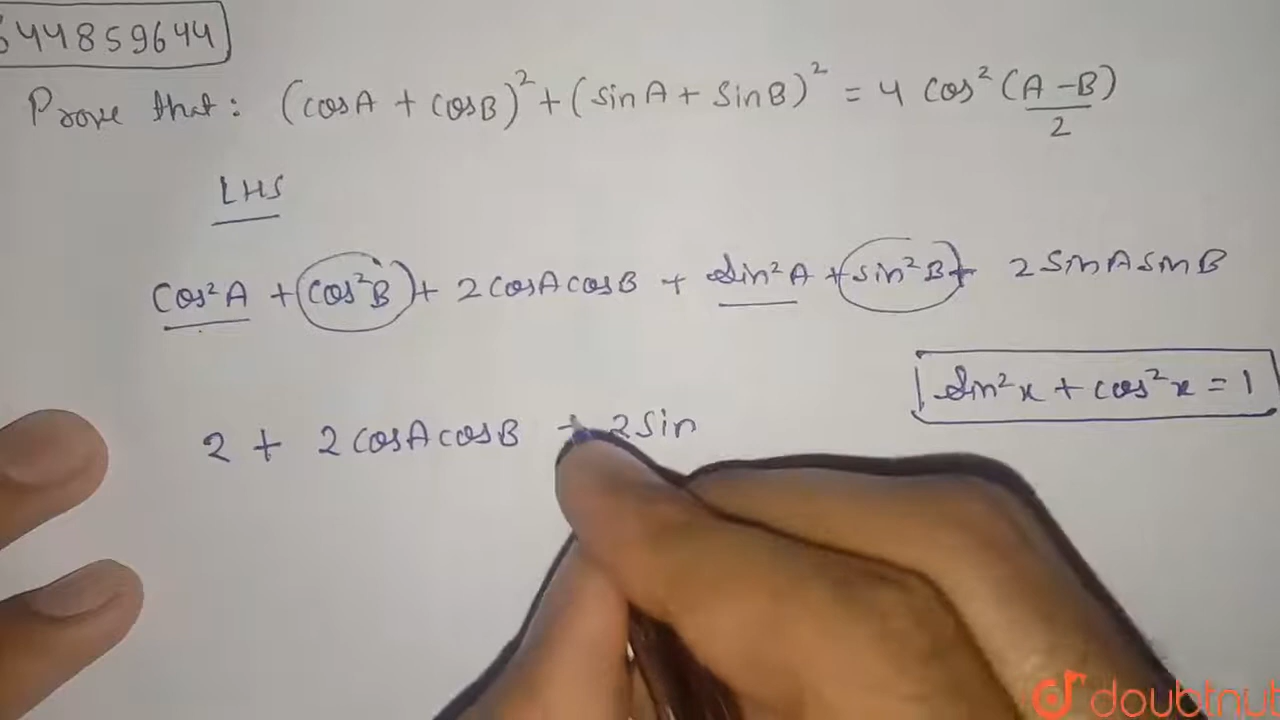 644859644
Prove that: (cosA + cosB)² + (sinA + sinB)² = 4 cos² (A-B)/2
LHS
cos²A + cos²B + 2cosAcosB + sin²A + sin²B + 2sinAsinB
sin²x + cos²x = 1
2 + 2cosAcosB + 2sin
doubtnut